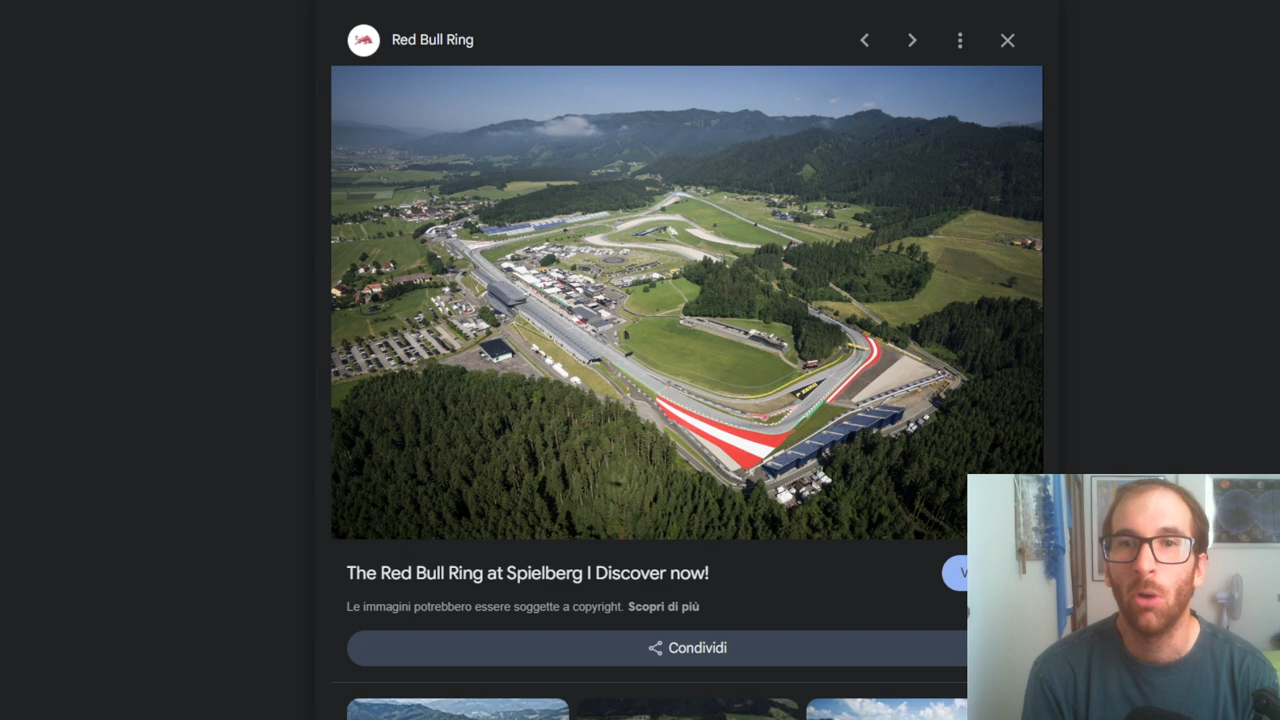 Red Bull Ring
P ZERO
The Red Bull Ring at Spielberg I Discover now!
V
Le immagini potrebbero essere soggette a copyright. Scopri di più
Condividi